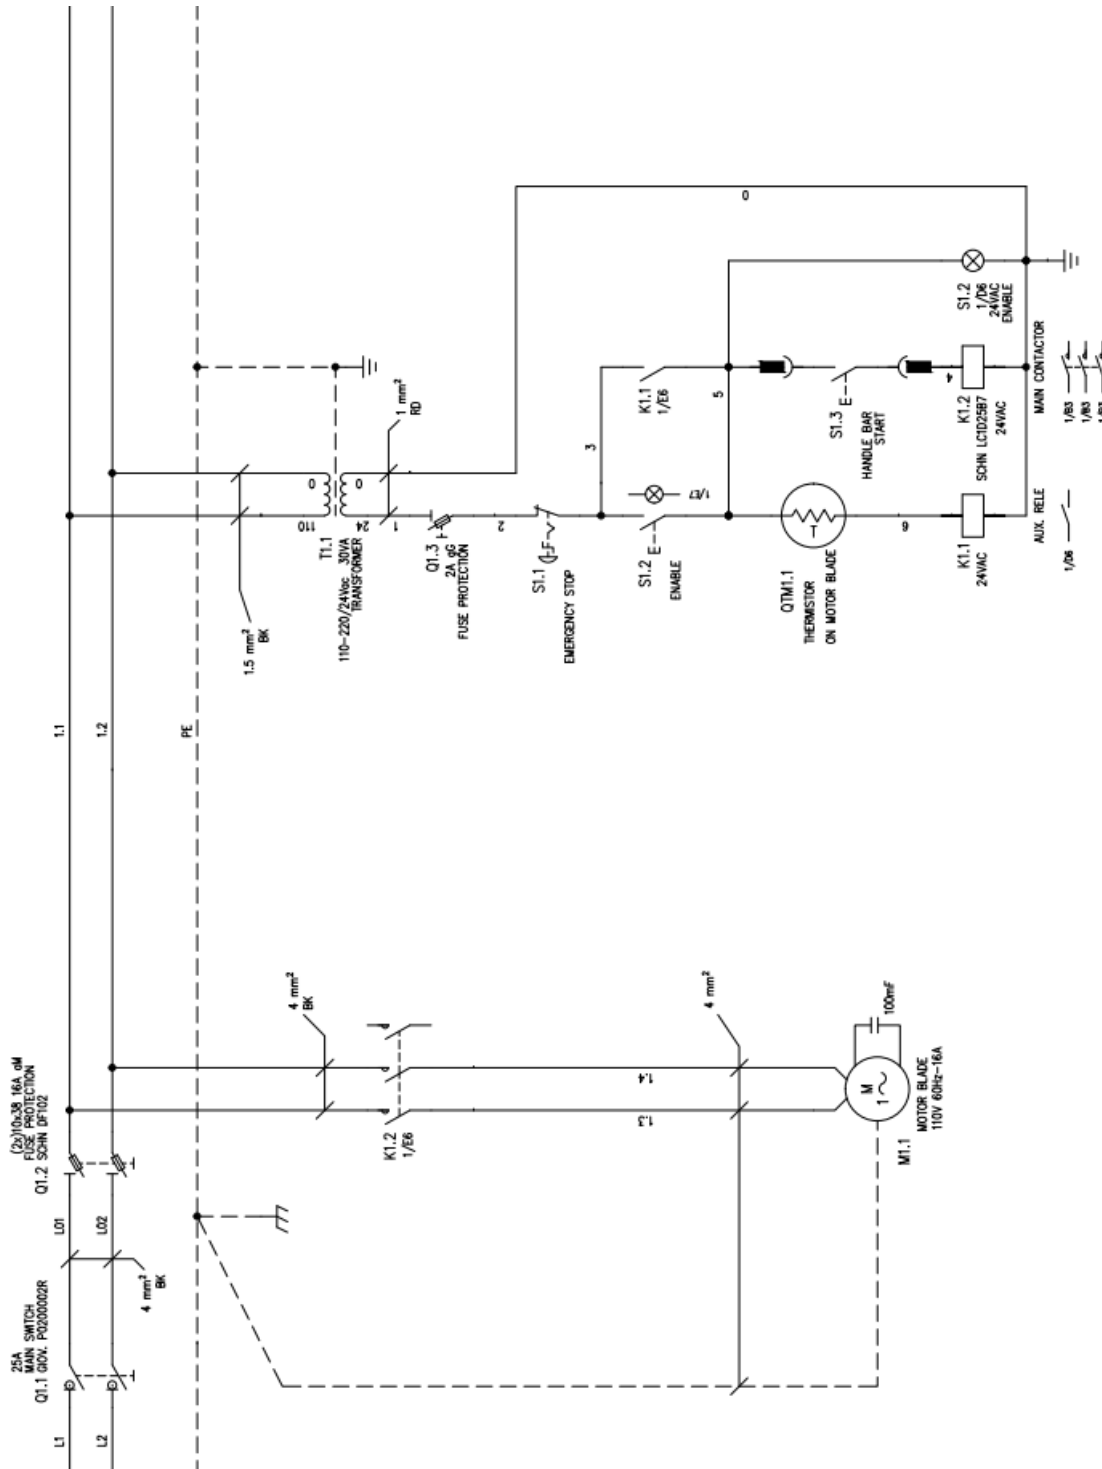 0
S1.2
1/D6
24VAC
ENABLE
MAIN CONTACTOR
1 mm²
RD
K1.1
1/E6
5
4
S1.3
HANDLE BAR
START
K1.2
SCHN LC1D25B7
24VAC
1/B3
1/B3
3
0
0
110
24
1
T1.1
110-220/24Vac 30VA
TRANSFORMER
Q1.3
2A gG
FUSE PROTECTION
2
S1.1
EMERGENCY STOP
1/E7
S1.2
ENABLE
T
QTM1.1
THERMISTOR
ON MOTOR BLADE
6
K1.1
24VAC
AUX. RELE
1/D6
1.5 mm²
BK
1.1
1.2
PE
4 mm²
BK
4 mm²
100mF
(2x)10x38 16A aM
FUSE PROTECTION
Q1.2 SCHN DF102
K1.2
1/E6
1.4
1.3
M
1
MOTOR BLADE
110V 60Hz-16A
M1.1
L01
L02
4 mm²
BK
25A
MAIN SWITCH
Q1.1 GIOV. P0200002R
L1
L2